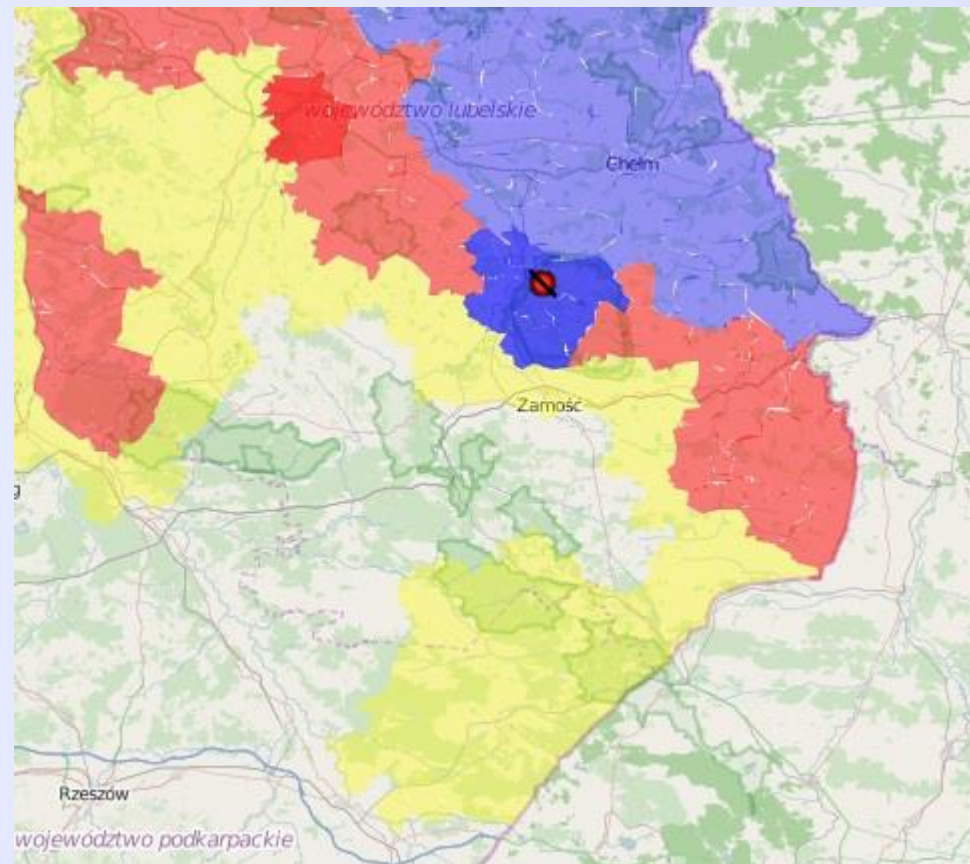 województwo lubelskie
Chełm
Zamość
g
Rzeszów
województwo podkarpackie